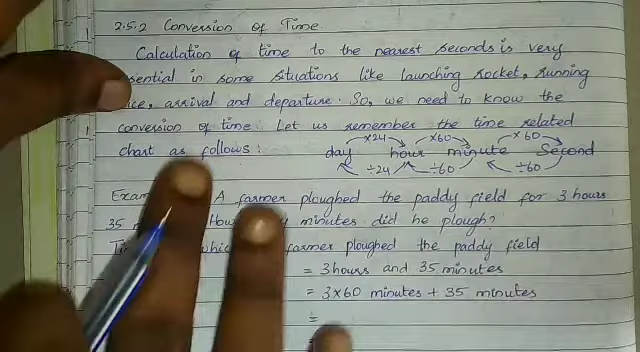 2.5.2 Conversion of Time
Calculation of time to the nearest seconds is very
sential in some situations like launching rocket, running
ce, arrival and departure. So, we need to know the
conversion of time. Let us remember the time related
×24 ×60 ×60
chart as follows: day hour minute Second
÷24 ÷60 ÷60
Exam A farmer ploughed the paddy field for 3 hours
35 minutes did he plough?
farmer ploughed the paddy field
= 3 hours and 35 minutes
= 3×60 minutes + 35 minutes
=